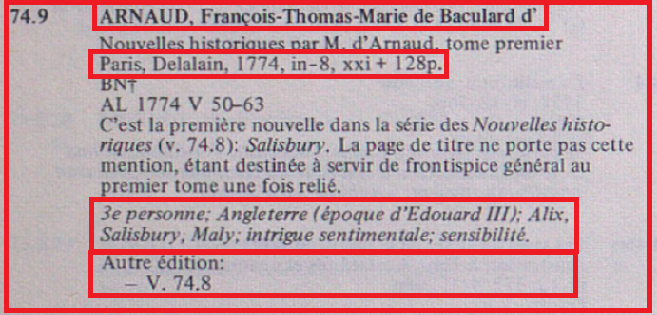 74.9 ARNAUD, François-Thomas-Marie de Baculard d'
Nouvelles historiques par M. d'Arnaud, tome premier
Paris, Delalain, 1774, in-8, xxi + 128p.
BN†
AL 1774 V 50–63
C'est la première nouvelle dans la série des Nouvelles histo-
riques (v. 74.8): Salisbury. La page de titre ne porte pas cette
mention, étant destinée à servir de frontispice général au
premier tome une fois relié.
3e personne; Angleterre (époque d'Edouard III); Alix,
Salisbury, Maly; intrigue sentimentale; sensibilité.
Autre édition:
– V. 74.8